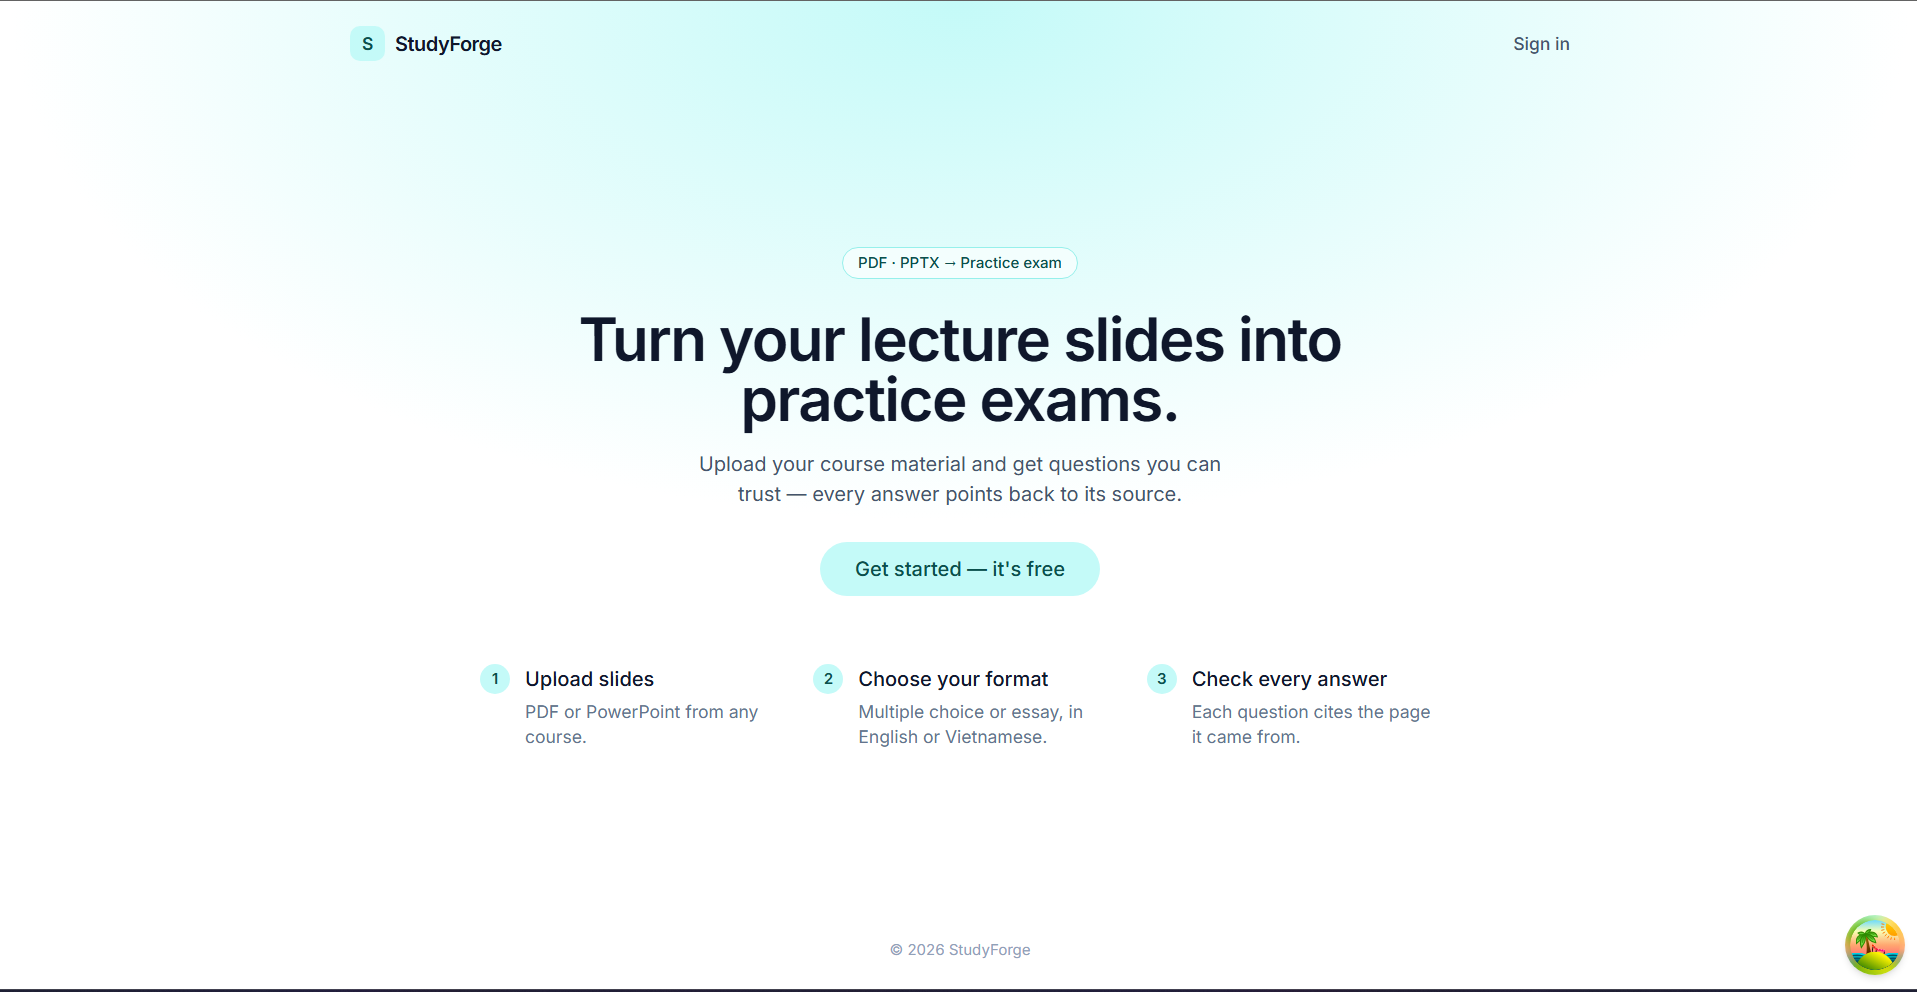 S StudyForge
Sign in
PDF · PPTX → Practice exam
Turn your lecture slides into
practice exams.
Upload your course material and get questions you can
trust — every answer points back to its source.
Get started — it's free
1 Upload slides
PDF or PowerPoint from any
course.
2 Choose your format
Multiple choice or essay, in
English or Vietnamese.
3 Check every answer
Each question cites the page
it came from.
© 2026 StudyForge